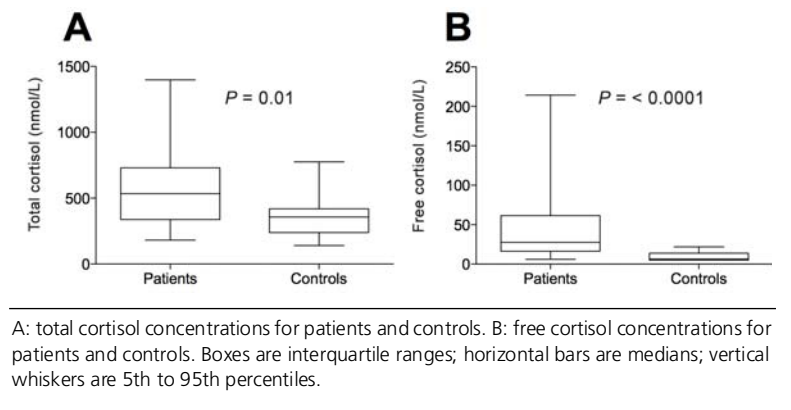 A
B
Total cortisol (nmol/L)
1500
1000
500
0
P = 0.01
Patients
Controls
Free cortisol (nmol/L)
250
200
150
100
50
0
P = < 0.0001
Patients
Controls
A: total cortisol concentrations for patients and controls. B: free cortisol concentrations for
patients and controls. Boxes are interquartile ranges; horizontal bars are medians; vertical
whiskers are 5th to 95th percentiles.